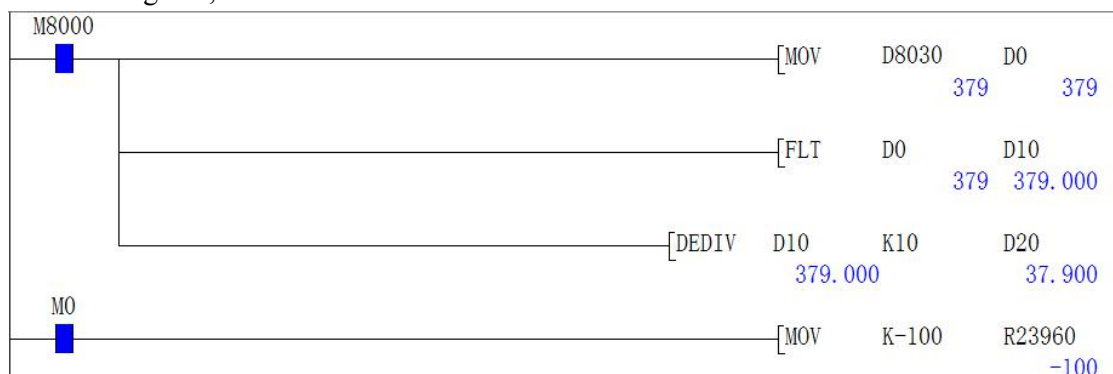 M8000
[MOV D8030 D0
379 379
[FLT D0 D10
379 379.000
[DEDIV D10 K10 D20
379.000 37.900
M0
[MOV K-100 R23960
-100